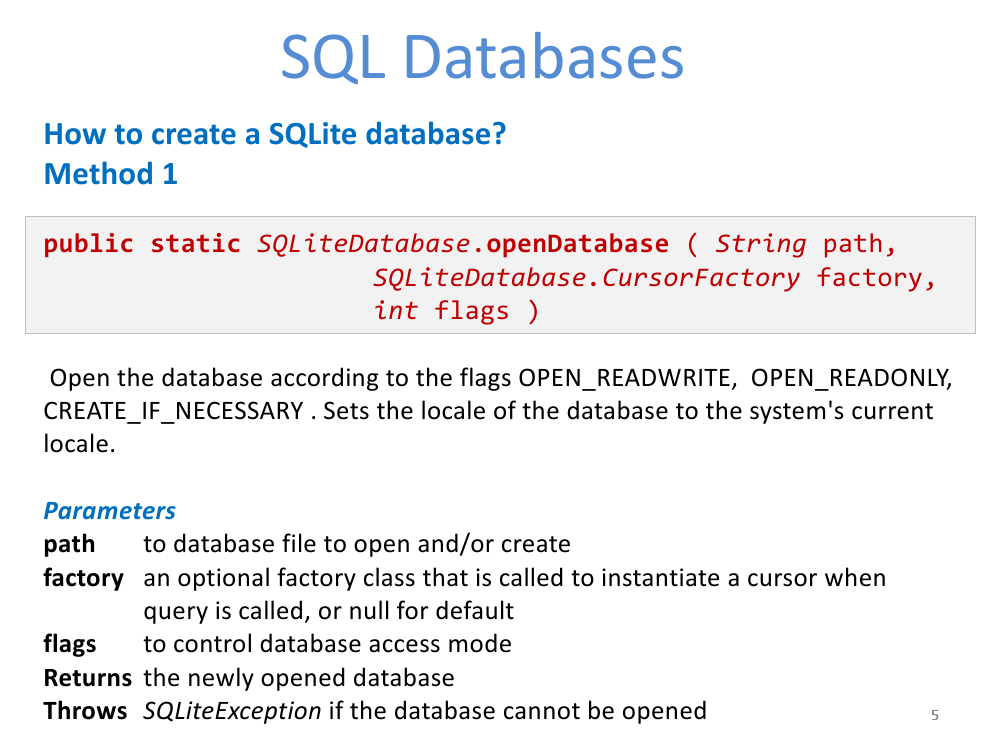 SQL Databases
How to create a SQLite database?
Method 1
public static SQLiteDatabase.openDatabase ( String path,
SQLiteDatabase.CursorFactory factory,
int flags )
Open the database according to the flags OPEN_READWRITE, OPEN_READONLY,
CREATE_IF_NECESSARY . Sets the locale of the database to the system's current
locale.
Parameters
path to database file to open and/or create
factory an optional factory class that is called to instantiate a cursor when
query is called, or null for default
flags to control database access mode
Returns the newly opened database
Throws SQLiteException if the database cannot be opened
5